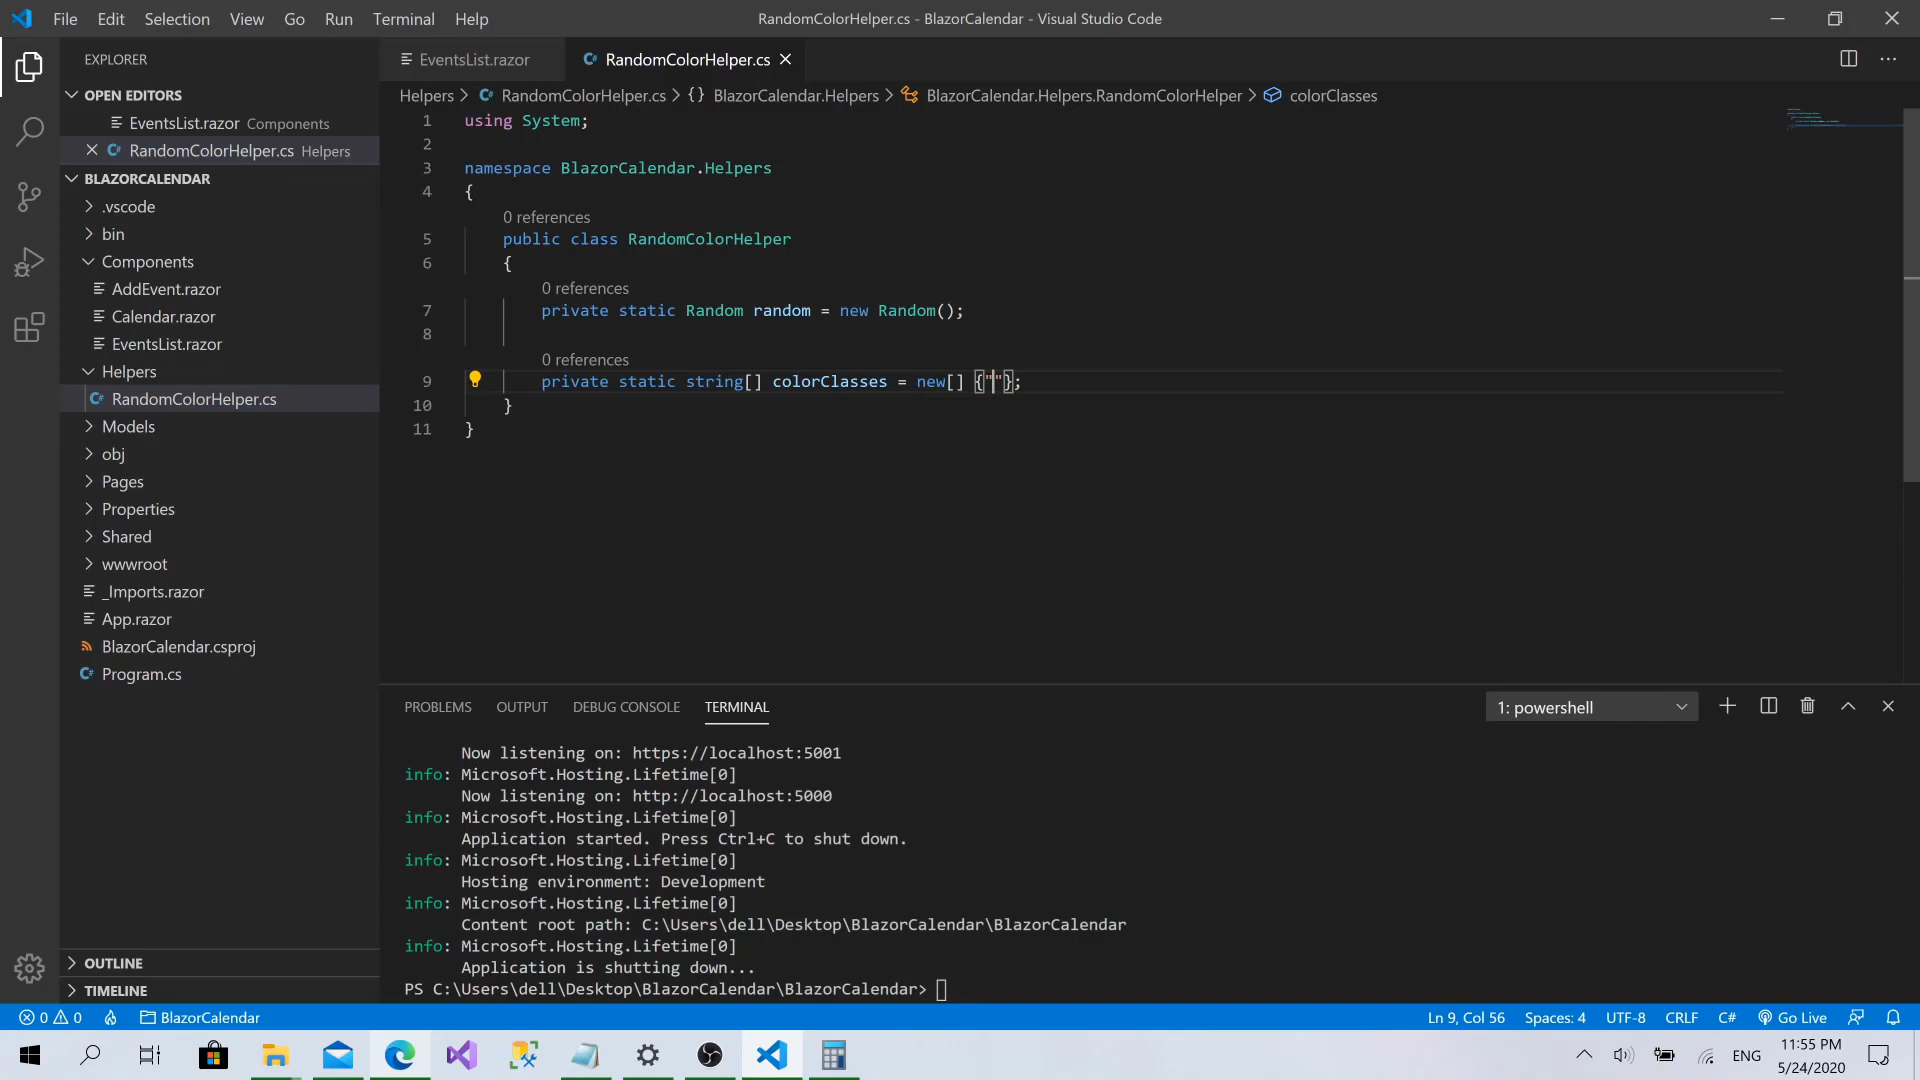 File Edit Selection View Go Run Terminal Help
RandomColorHelper.cs - BlazorCalendar - Visual Studio Code
EXPLORER
OPEN EDITORS
EventsList.razor Components
RandomColorHelper.cs Helpers
BLAZORCALENDAR
.vscode
bin
Components
AddEvent.razor
Calendar.razor
EventsList.razor
Helpers
RandomColorHelper.cs
Models
obj
Pages
Properties
Shared
wwwroot
_Imports.razor
App.razor
BlazorCalendar.csproj
Program.cs
OUTLINE
TIMELINE
EventsList.razor
RandomColorHelper.cs
Helpers > RandomColorHelper.cs > {} BlazorCalendar.Helpers > BlazorCalendar.Helpers.RandomColorHelper > colorClasses
1 using System;
2
3 namespace BlazorCalendar.Helpers
4 {
0 references
5 public class RandomColorHelper
6 {
0 references
7 private static Random random = new Random();
8
0 references
9 private static string[] colorClasses = new[] {""};
10 }
11 }
PROBLEMS OUTPUT DEBUG CONSOLE TERMINAL
1: powershell
Now listening on: https://localhost:5001
info: Microsoft.Hosting.Lifetime[0]
Now listening on: http://localhost:5000
info: Microsoft.Hosting.Lifetime[0]
Application started. Press Ctrl+C to shut down.
info: Microsoft.Hosting.Lifetime[0]
Hosting environment: Development
info: Microsoft.Hosting.Lifetime[0]
Content root path: C:\Users\dell\Desktop\BlazorCalendar\BlazorCalendar
info: Microsoft.Hosting.Lifetime[0]
Application is shutting down...
PS C:\Users\dell\Desktop\BlazorCalendar\BlazorCalendar>
0 0 BlazorCalendar
Ln 9, Col 56 Spaces: 4 UTF-8 CRLF C# Go Live
ENG
11:55 PM
5/24/2020